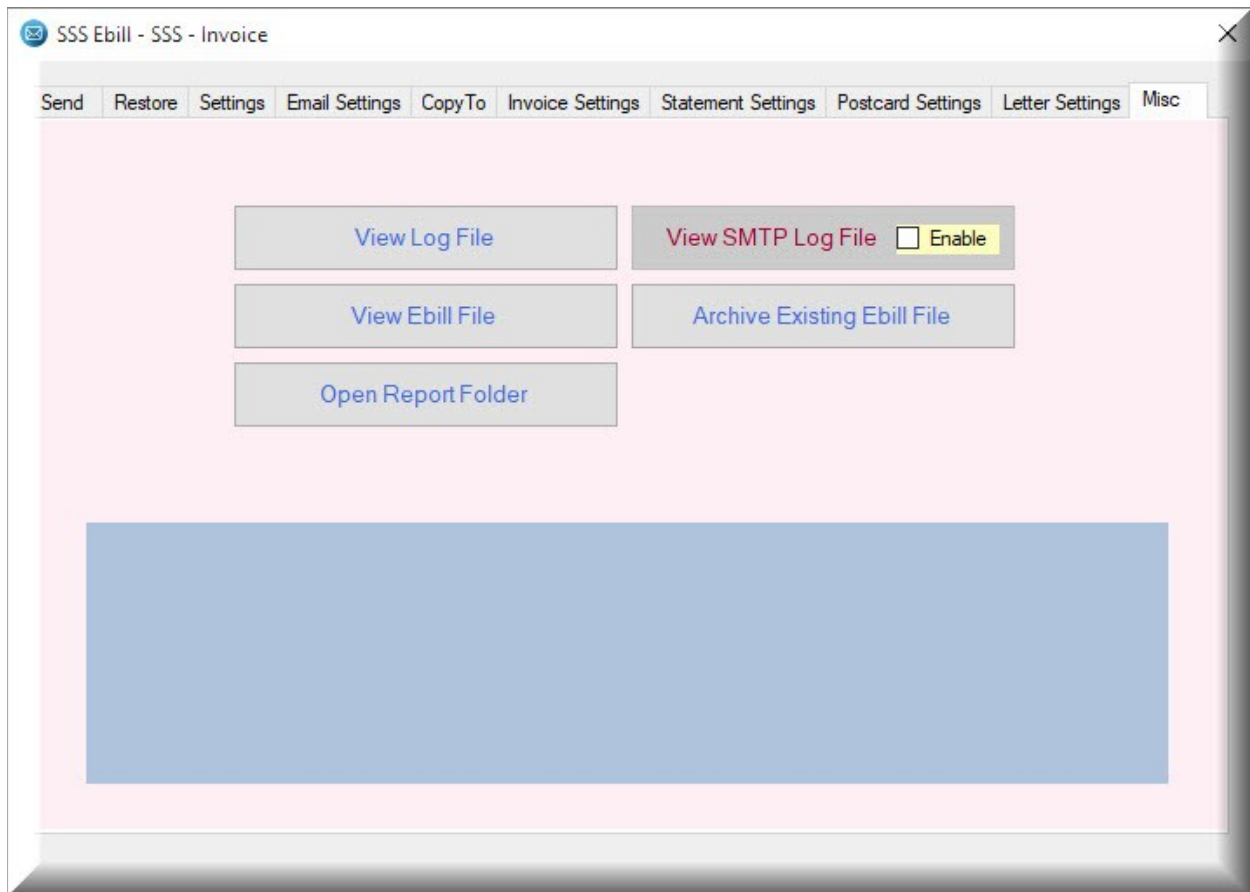 SSS Ebill - SSS - Invoice
Send Restore Settings Email Settings CopyTo Invoice Settings Statement Settings Postcard Settings Letter Settings Misc
View Log File View SMTP Log File Enable
View Ebill File Archive Existing Ebill File
Open Report Folder